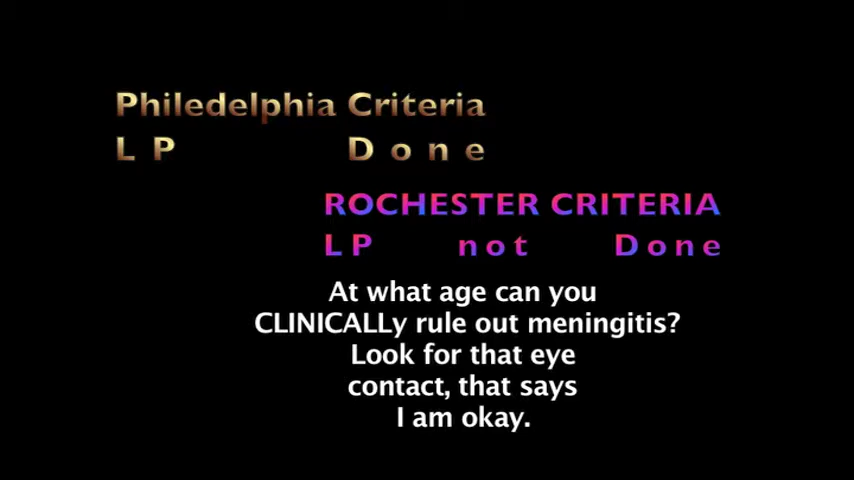 Philedelphia Criteria
L P Done
ROCHESTER CRITERIA
L P not Done
At what age can you
CLINICALLy rule out meningitis?
Look for that eye
contact, that says
I am okay.